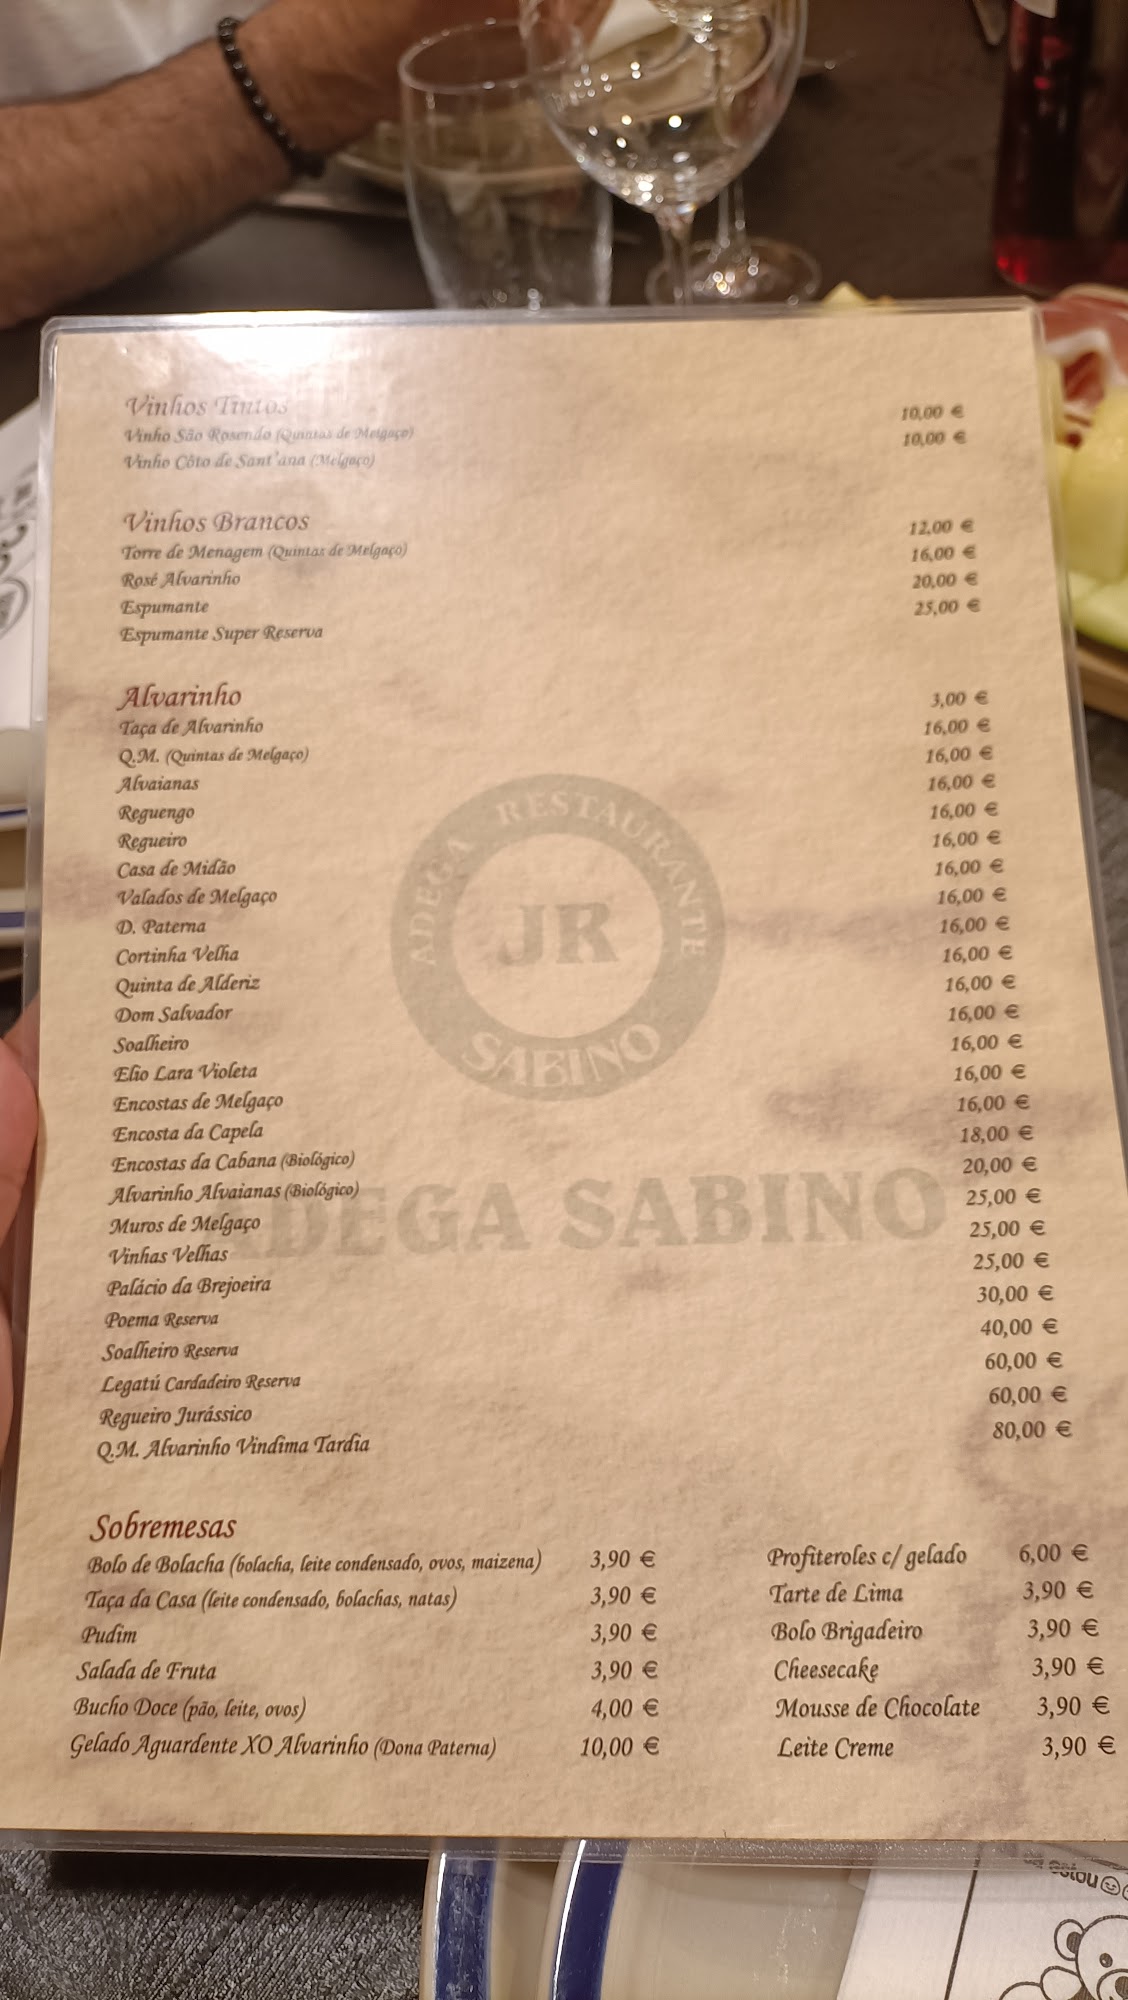 Vinhos Tintos
Vinho São Rosendo (Quintas de Melgaço) 10,00 €
Vinho Côto de Sant'ana (Melgaço) 10,00 €
Vinhos Brancos
Torre de Menagem (Quintas de Melgaço) 12,00 €
Rosé Alvarinho 16,00 €
Espumante 20,00 €
Espumante Super Reserva 25,00 €
Alvarinho
Taça de Alvarinho 3,00 €
Q.M. (Quintas de Melgaço) 16,00 €
Alvaianas 16,00 €
Reguengo 16,00 €
Regueiro 16,00 €
Casa de Midão 16,00 €
Valados de Melgaço 16,00 €
D. Paterna 16,00 €
Cortinha Velha 16,00 €
Quinta de Alderiz 16,00 €
Dom Salvador 16,00 €
Soalheiro 16,00 €
Elio Lara Violeta 16,00 €
Encostas de Melgaço 16,00 €
Encosta da Capela 16,00 €
Encostas da Cabana (Biológico) 18,00 €
Alvarinho Alvaianas (Biológico) 20,00 €
Muros de Melgaço 25,00 €
Vinhas Velhas 25,00 €
Palácio da Brejoeira 25,00 €
Poema Reserva 30,00 €
Soalheiro Reserva 40,00 €
Legatú Cardadeiro Reserva 60,00 €
Regueiro Jurássico 60,00 €
Q.M. Alvarinho Vindima Tardia 80,00 €
ADEGA RESTAURANTE
JR
SABINO
ADEGA SABINO
Sobremesas
Bolo de Bolacha (bolacha, leite condensado, ovos, maizena) 3,90 €
Taça da Casa (leite condensado, bolachas, natas) 3,90 €
Pudim 3,90 €
Salada de Fruta 3,90 €
Bucho Doce (pão, leite, ovos) 4,00 €
Gelado Aguardente XO Alvarinho (Dona Paterna) 10,00 €
Profiteroles c/ gelado 6,00 €
Tarte de Lima 3,90 €
Bolo Brigadeiro 3,90 €
Cheesecake 3,90 €
Mousse de Chocolate 3,90 €
Leite Creme 3,90 €
estou